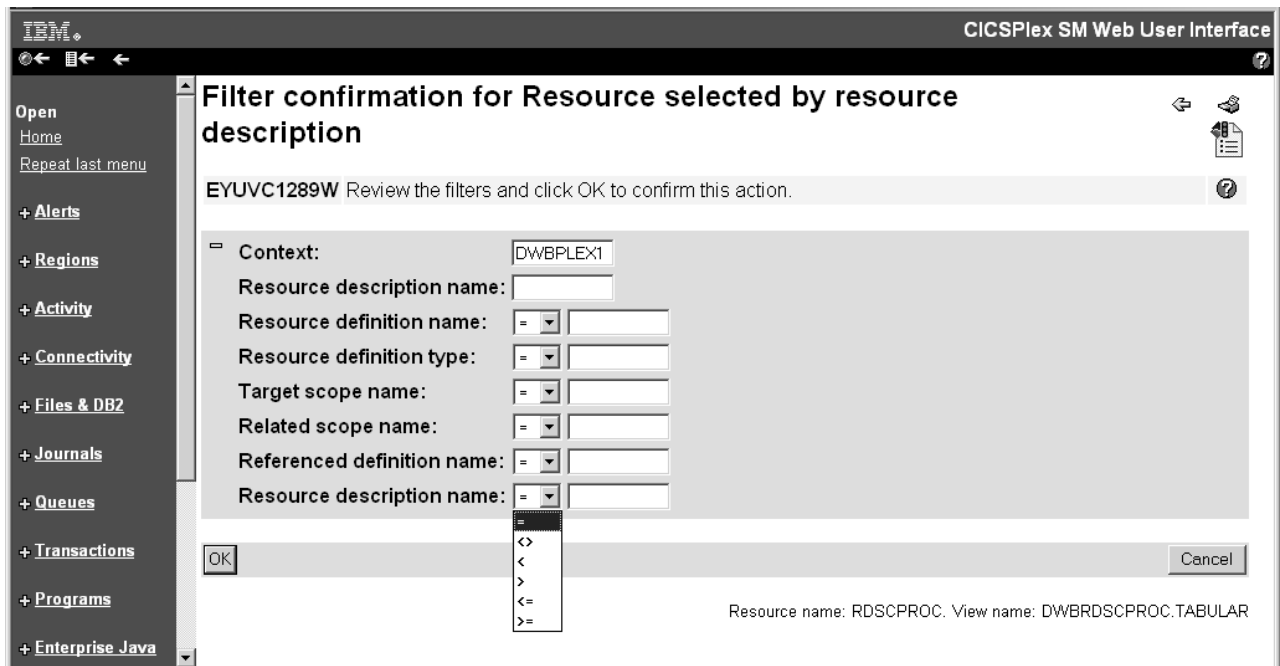 IBM.
CICSPlex SM Web User Interface
Open
Home
Repeat last menu
+ Alerts
+ Regions
+ Activity
+ Connectivity
+ Files & DB2
+ Journals
+ Queues
+ Transactions
+ Programs
+ Enterprise Java
Filter confirmation for Resource selected by resource
description
EYUVC1289W Review the filters and click OK to confirm this action.
?
Context: DWBPLEX1
Resource description name:
Resource definition name: =
Resource definition type: =
Target scope name: =
Related scope name: =
Referenced definition name: =
Resource description name: =
=
<>
<
>
<=
>=
OK
Cancel
Resource name: RDSCPROC. View name: DWBRDSCPROC.TABULAR